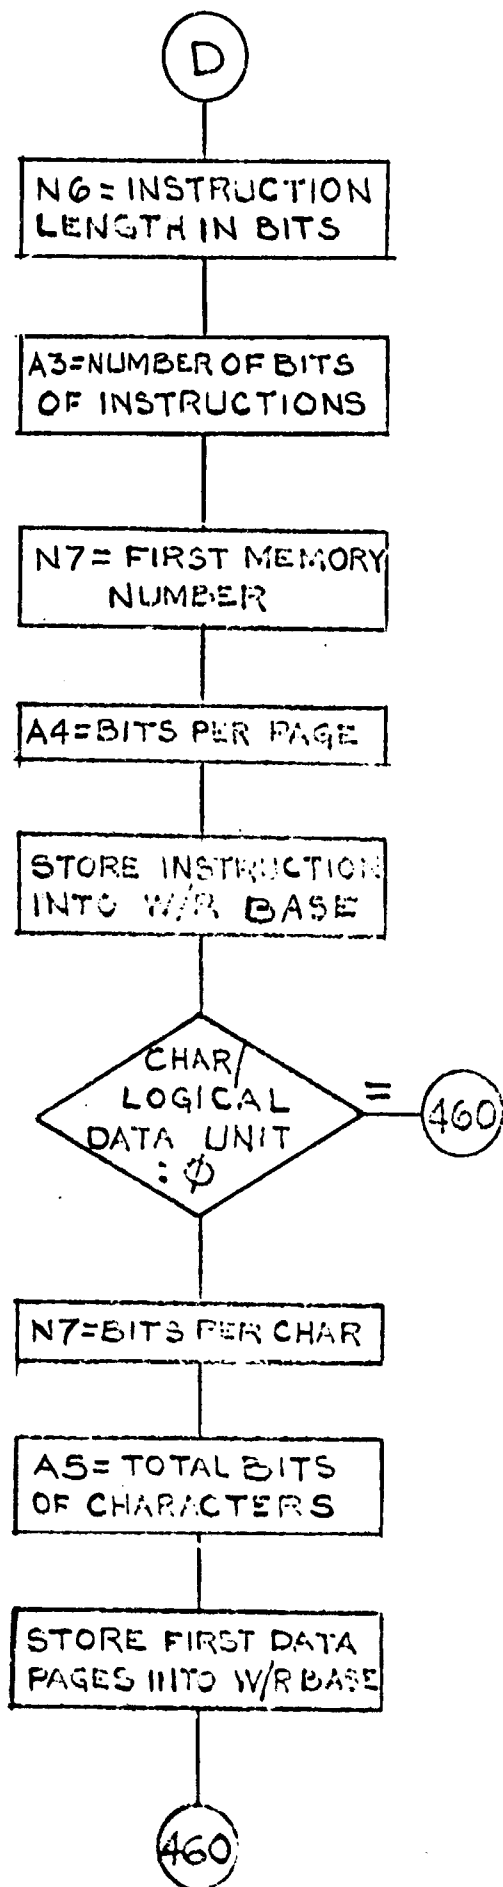 D
N6=INSTRUCTION
LENGTH IN BITS
A3=NUMBER OF BITS
OF INSTRUCTIONS
N7=FIRST MEMORY
NUMBER
A4=BITS PER PAGE
STORE INSTRUCTION
INTO W/R BASE
CHAR/
LOGICAL
DATA UNIT
: ϕ
=
460
N7=BITS PER CHAR
A5=TOTAL BITS
OF CHARACTERS
STORE FIRST DATA
PAGES INTO W/R BASE
460